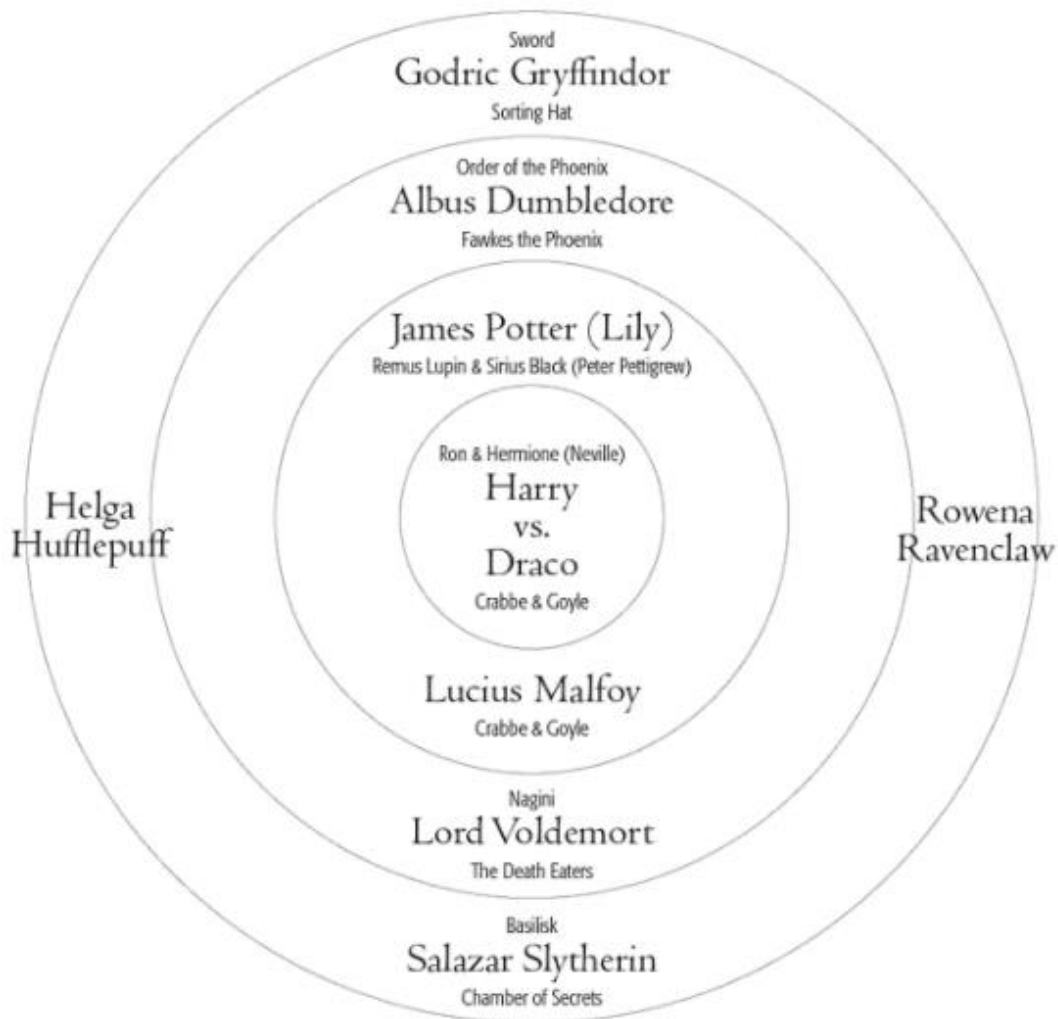 Sword
Godric Gryffindor
Sorting Hat
Order of the Phoenix
Albus Dumbledore
Fawkes the Phoenix
James Potter (Lily)
Remus Lupin & Sirius Black (Peter Pettigrew)
Ron & Hermione (Neville)
Harry
vs.
Draco
Crabbe & Goyle
Helga
Hufflepuff
Rowena
Ravenclaw
Lucius Malfoy
Crabbe & Goyle
Nagini
Lord Voldemort
The Death Eaters
Basilisk
Salazar Slytherin
Chamber of Secrets